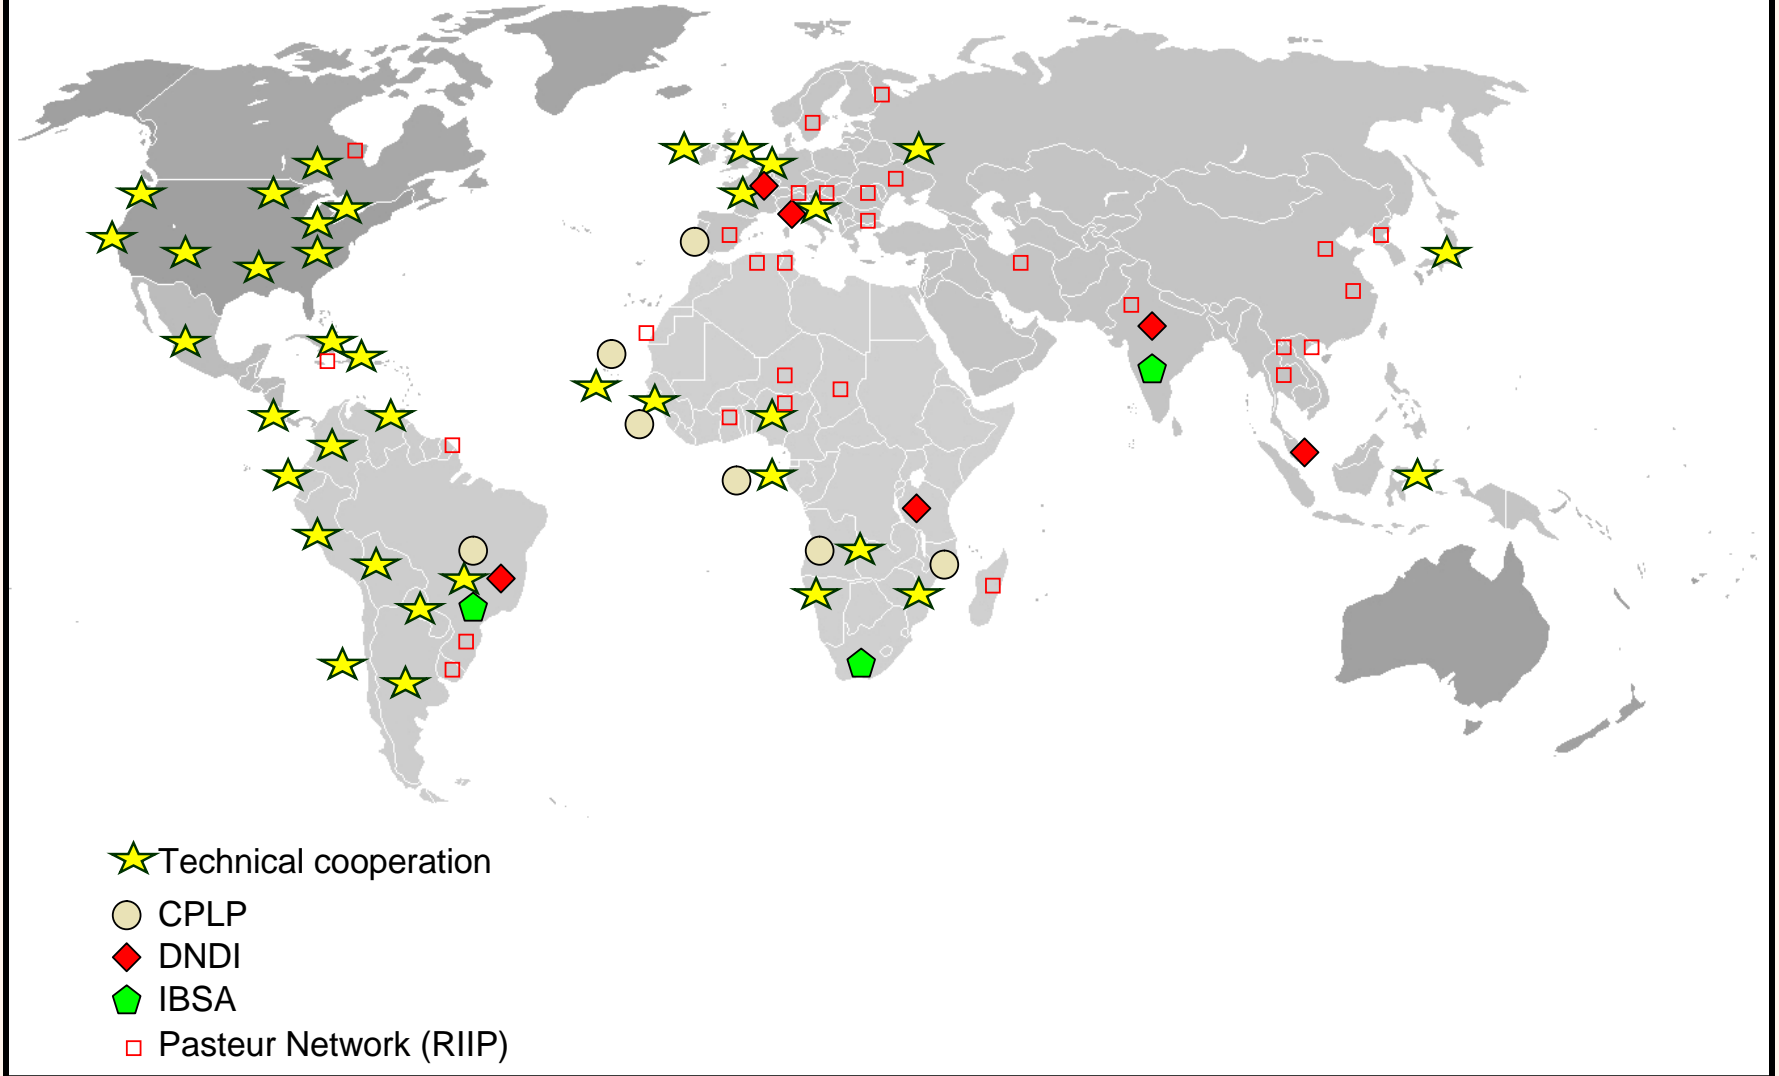 Technical cooperation
CPLP
DNDI
IBSA
Pasteur Network (RIIP)